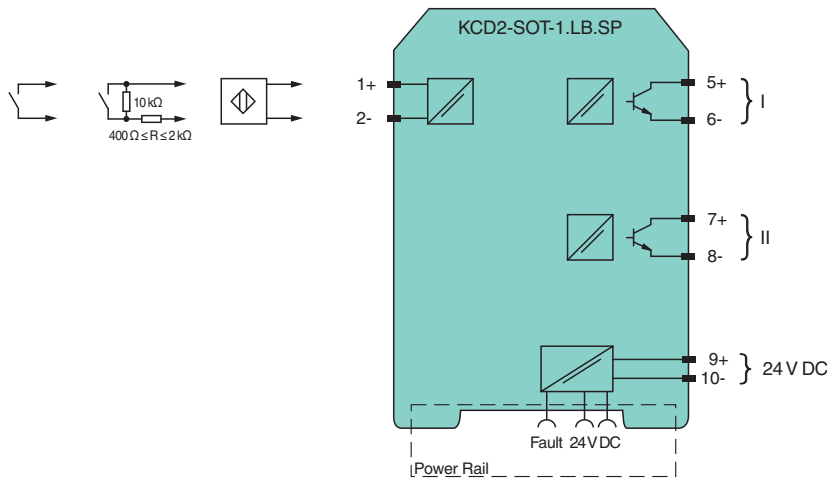 KCD2-SOT-1.LB.SP
1+
2-
10 kΩ
400 Ω ≤ R ≤ 2 kΩ
5+
6-
I
7+
8-
II
9+
10-
24 V DC
Fault 24 V DC
Power Rail